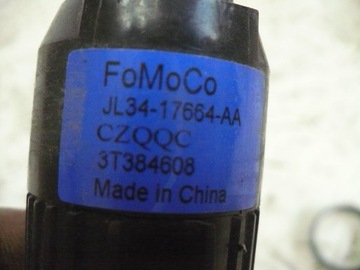 FoMoCo
JL34-17664-AA
CZQQC
3T384608
Made in China